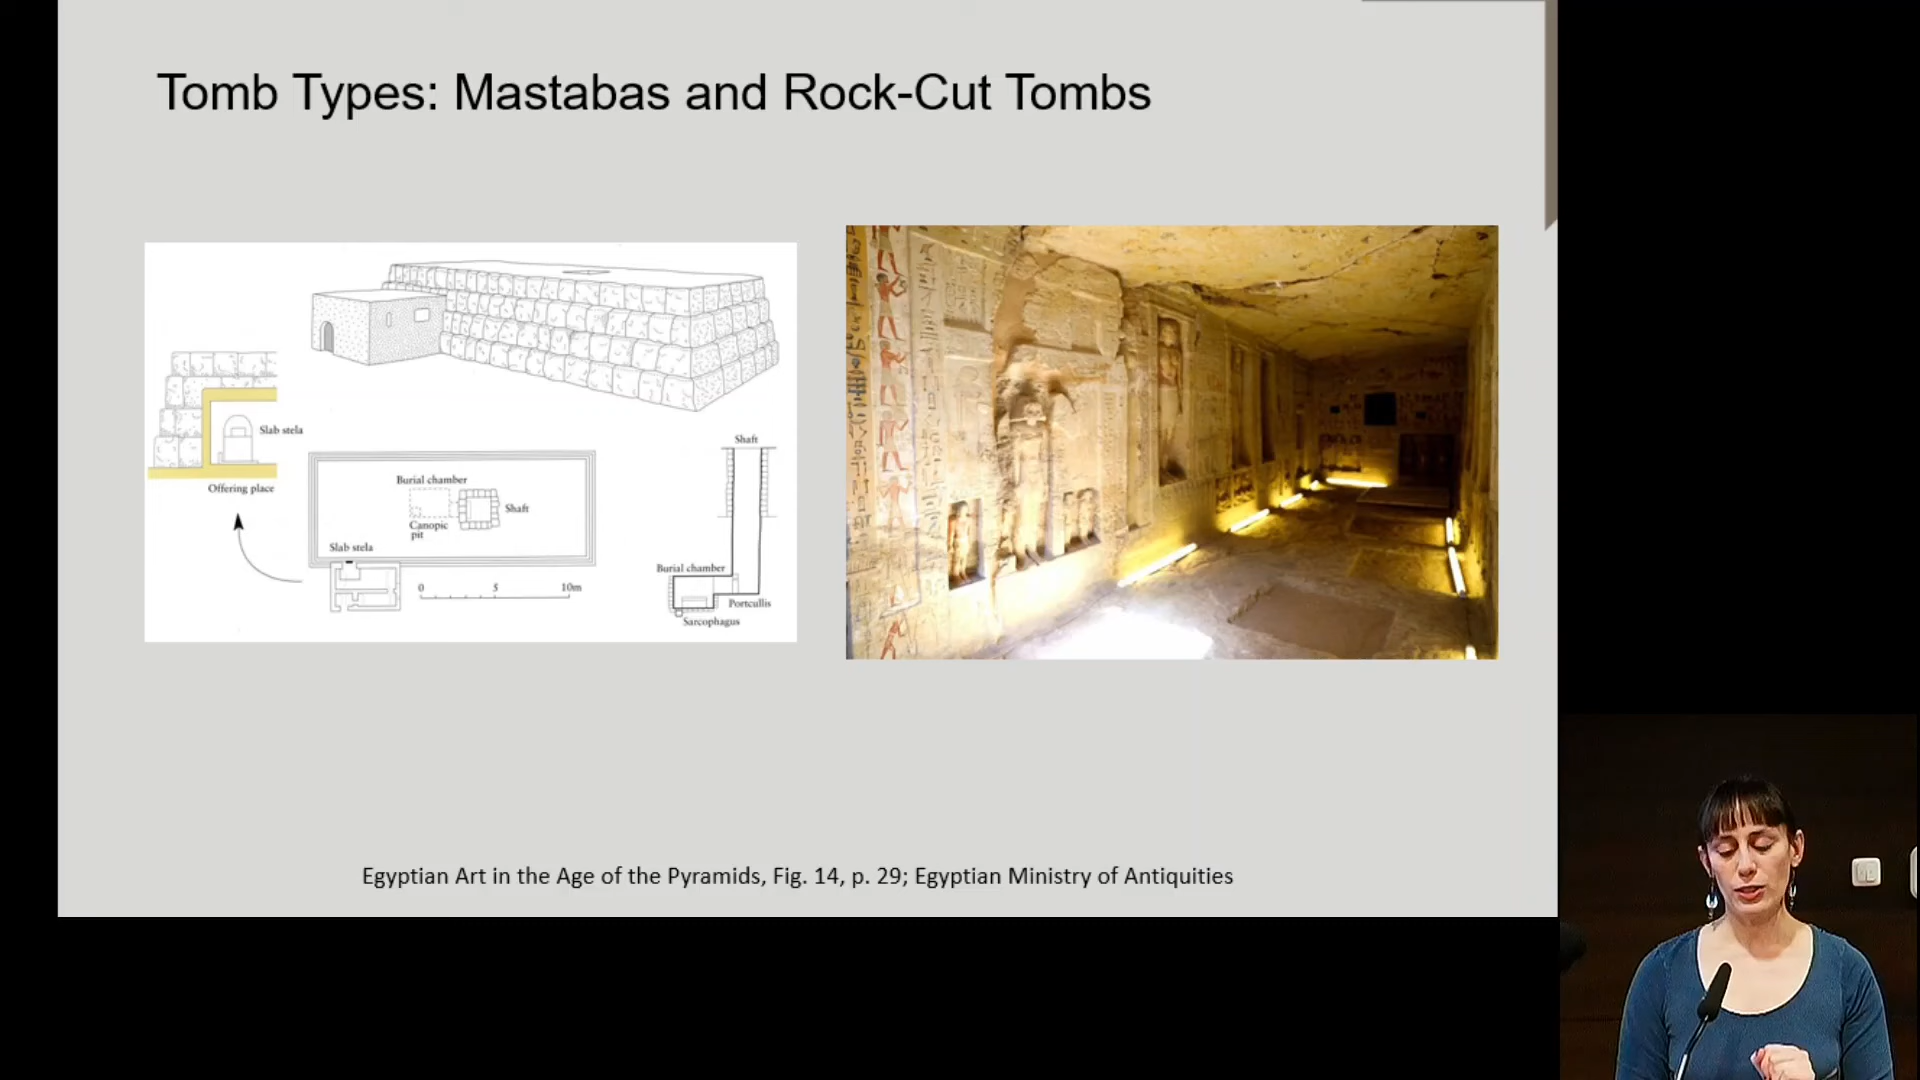 Tomb Types: Mastabas and Rock-Cut Tombs
Slab stela
Offering place
Burial chamber
Shaft
Canopic
pit
Slab stela
0 5 10m
Shaft
Burial chamber
Portcullis
Sarcophagus
Egyptian Art in the Age of the Pyramids, Fig. 14, p. 29; Egyptian Ministry of Antiquities